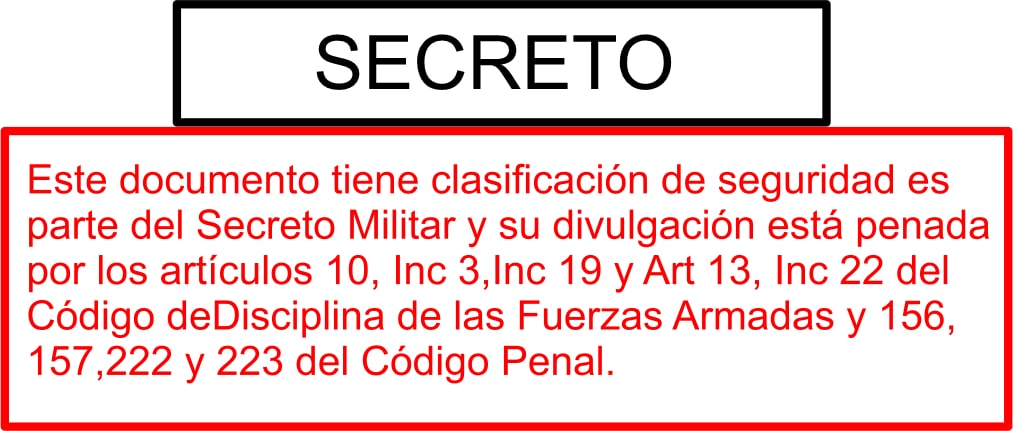 SECRETO
Este documento tiene clasificación de seguridad es
parte del Secreto Militar y su divulgación está penada
por los artículos 10, Inc 3,Inc 19 y Art 13, Inc 22 del
Código deDisciplina de las Fuerzas Armadas y 156,
157,222 y 223 del Código Penal.